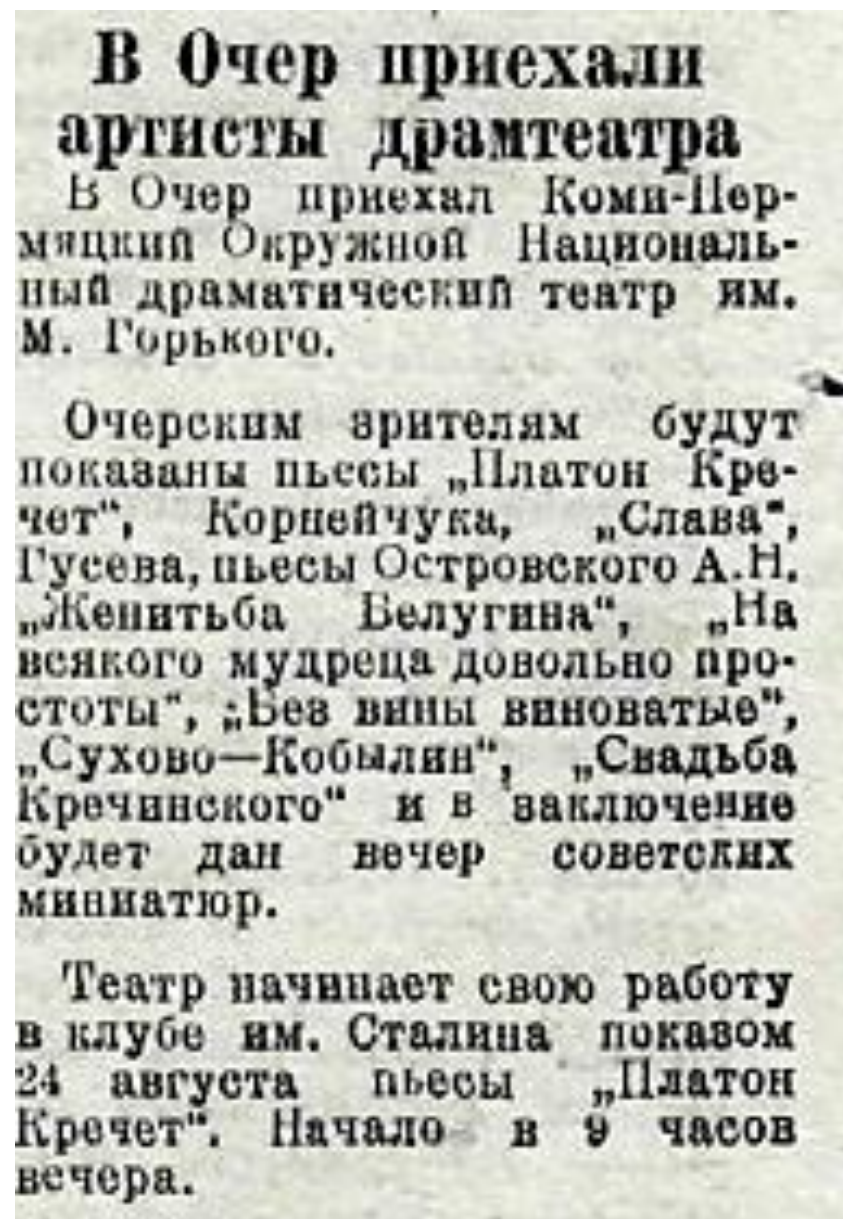 В Очер приехали
артисты драмтеатра
В Очер приехал Коми-Пер-
мяцкий Окружной Националь-
ный драматический театр им.
М. Горького.
Очерским зрителям будут
показаны пьесы „Платон Кре-
чет“, Корнейчука, „Слава“,
Гусева, пьесы Островского А.Н.
„Женитьба Белугина“, „На
всякого мудреца довольно про-
стоты“, „Без вины виноватые“,
„Сухово—Кобылин“, „Свадьба
Кречинского“ и в заключение
будет дан вечер советских
миниатюр.
Театр начинает свою работу
в клубе им. Сталина показом
24 августа пьесы „Платон
Кречет“. Начало в 9 часов
вечера.